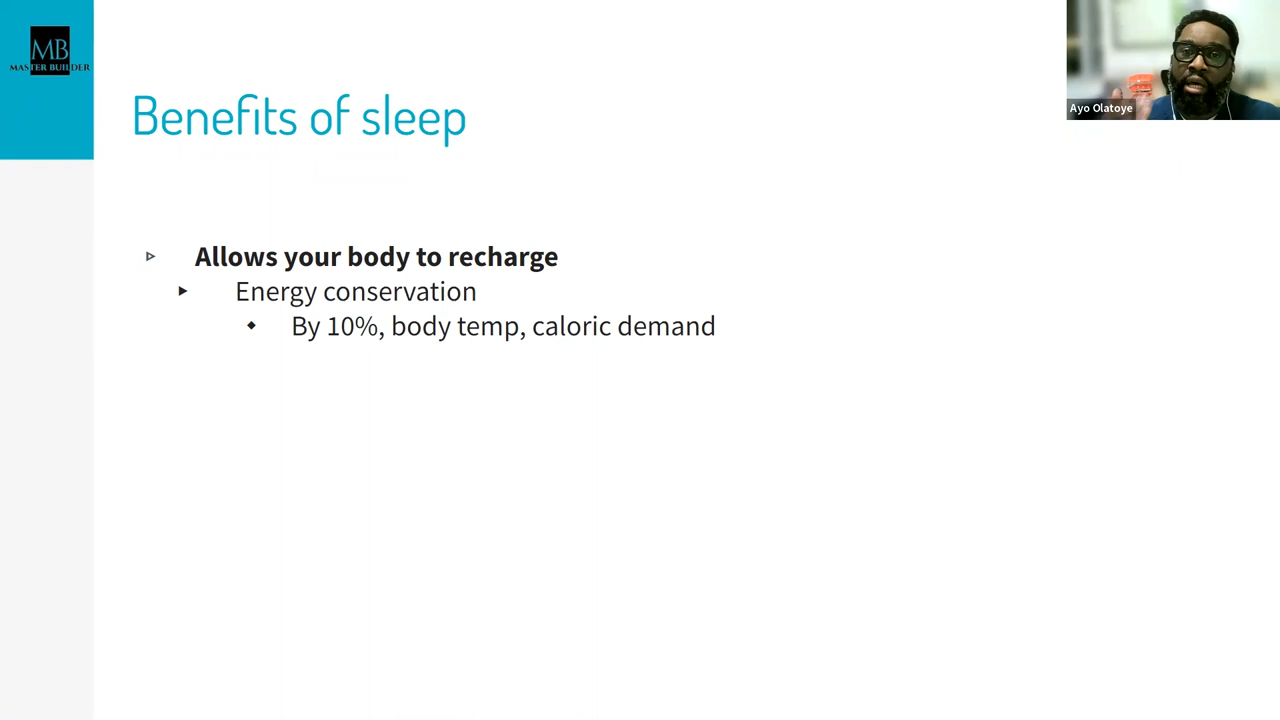 MB
MASTER BUILDER
Ayo Olatoye
Benefits of sleep
Allows your body to recharge
Energy conservation
By 10%, body temp, caloric demand